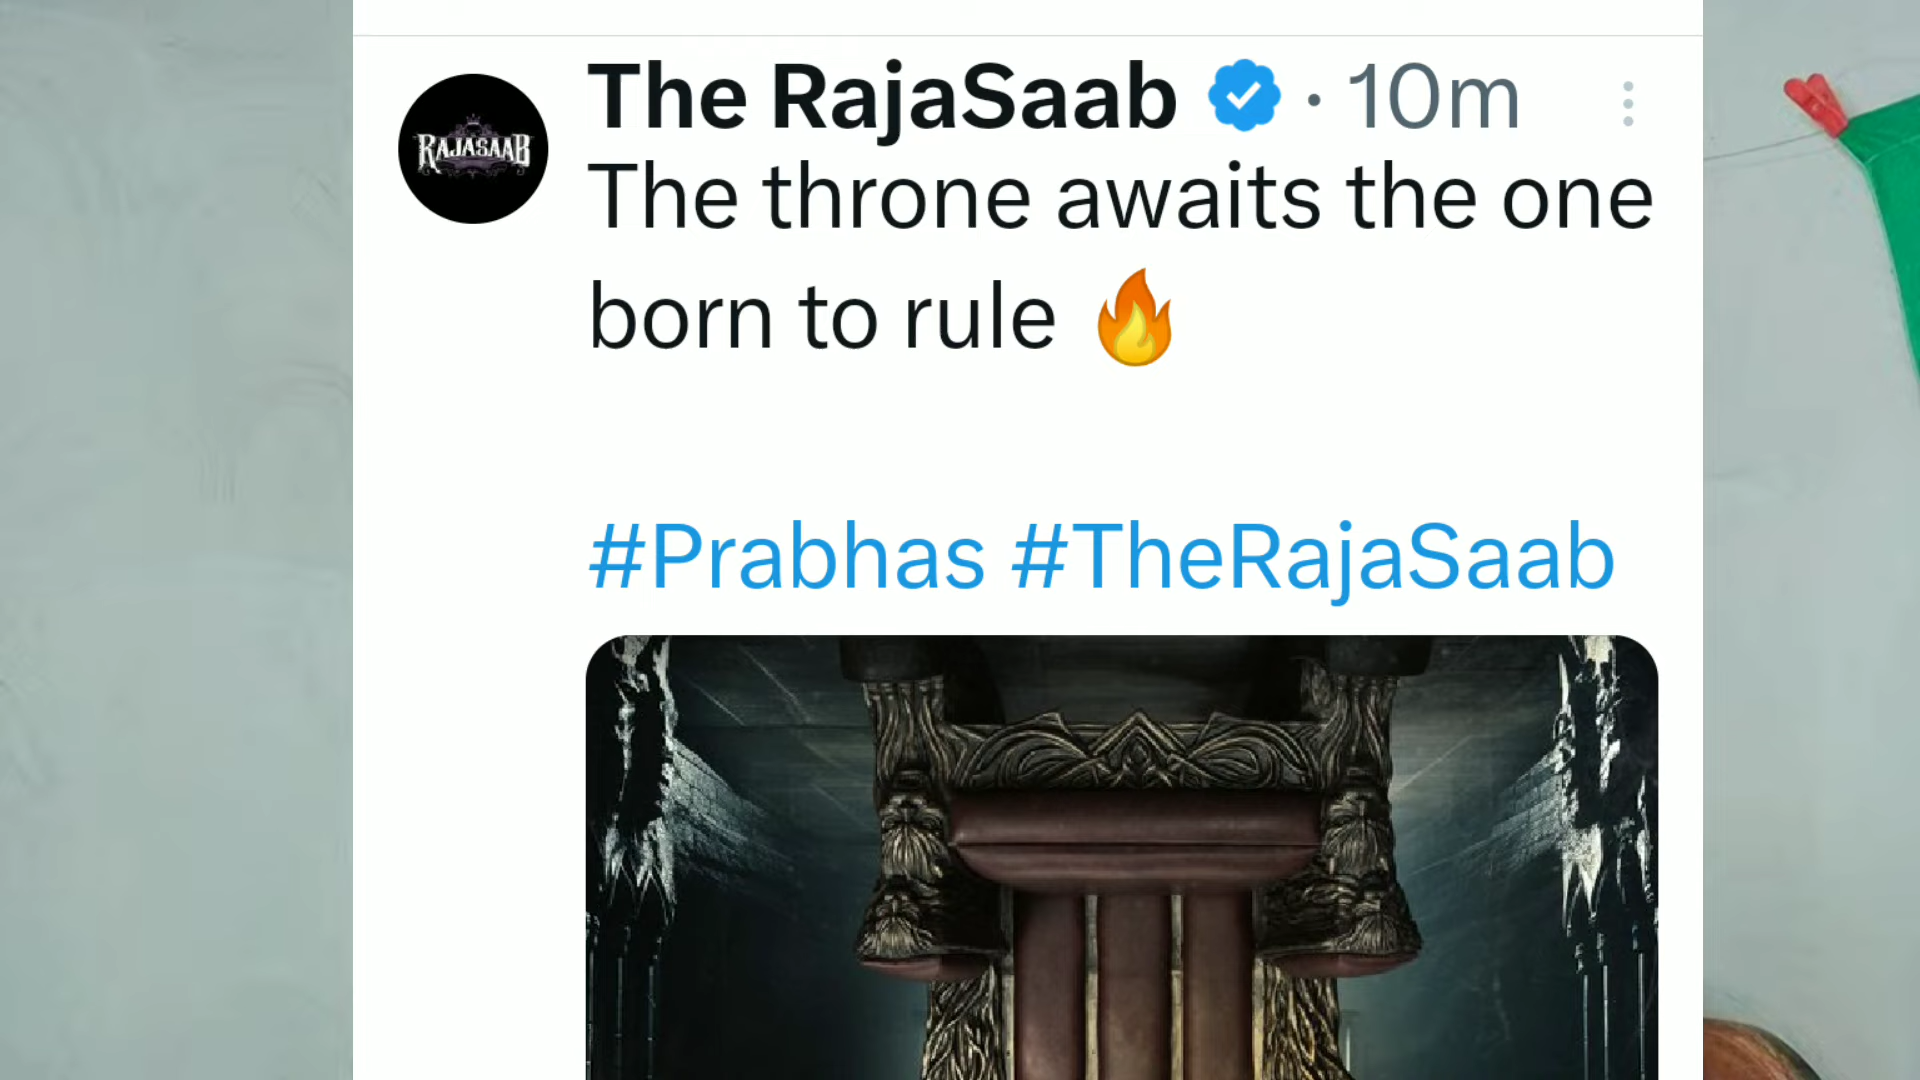 The RajaSaab · 10m
RAJASAAB
The throne awaits the one
born to rule 🔥
#Prabhas #TheRajaSaab